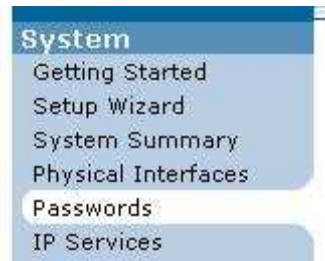 System
Getting Started
Setup Wizard
System Summary
Physical Interfaces
Passwords
IP Services